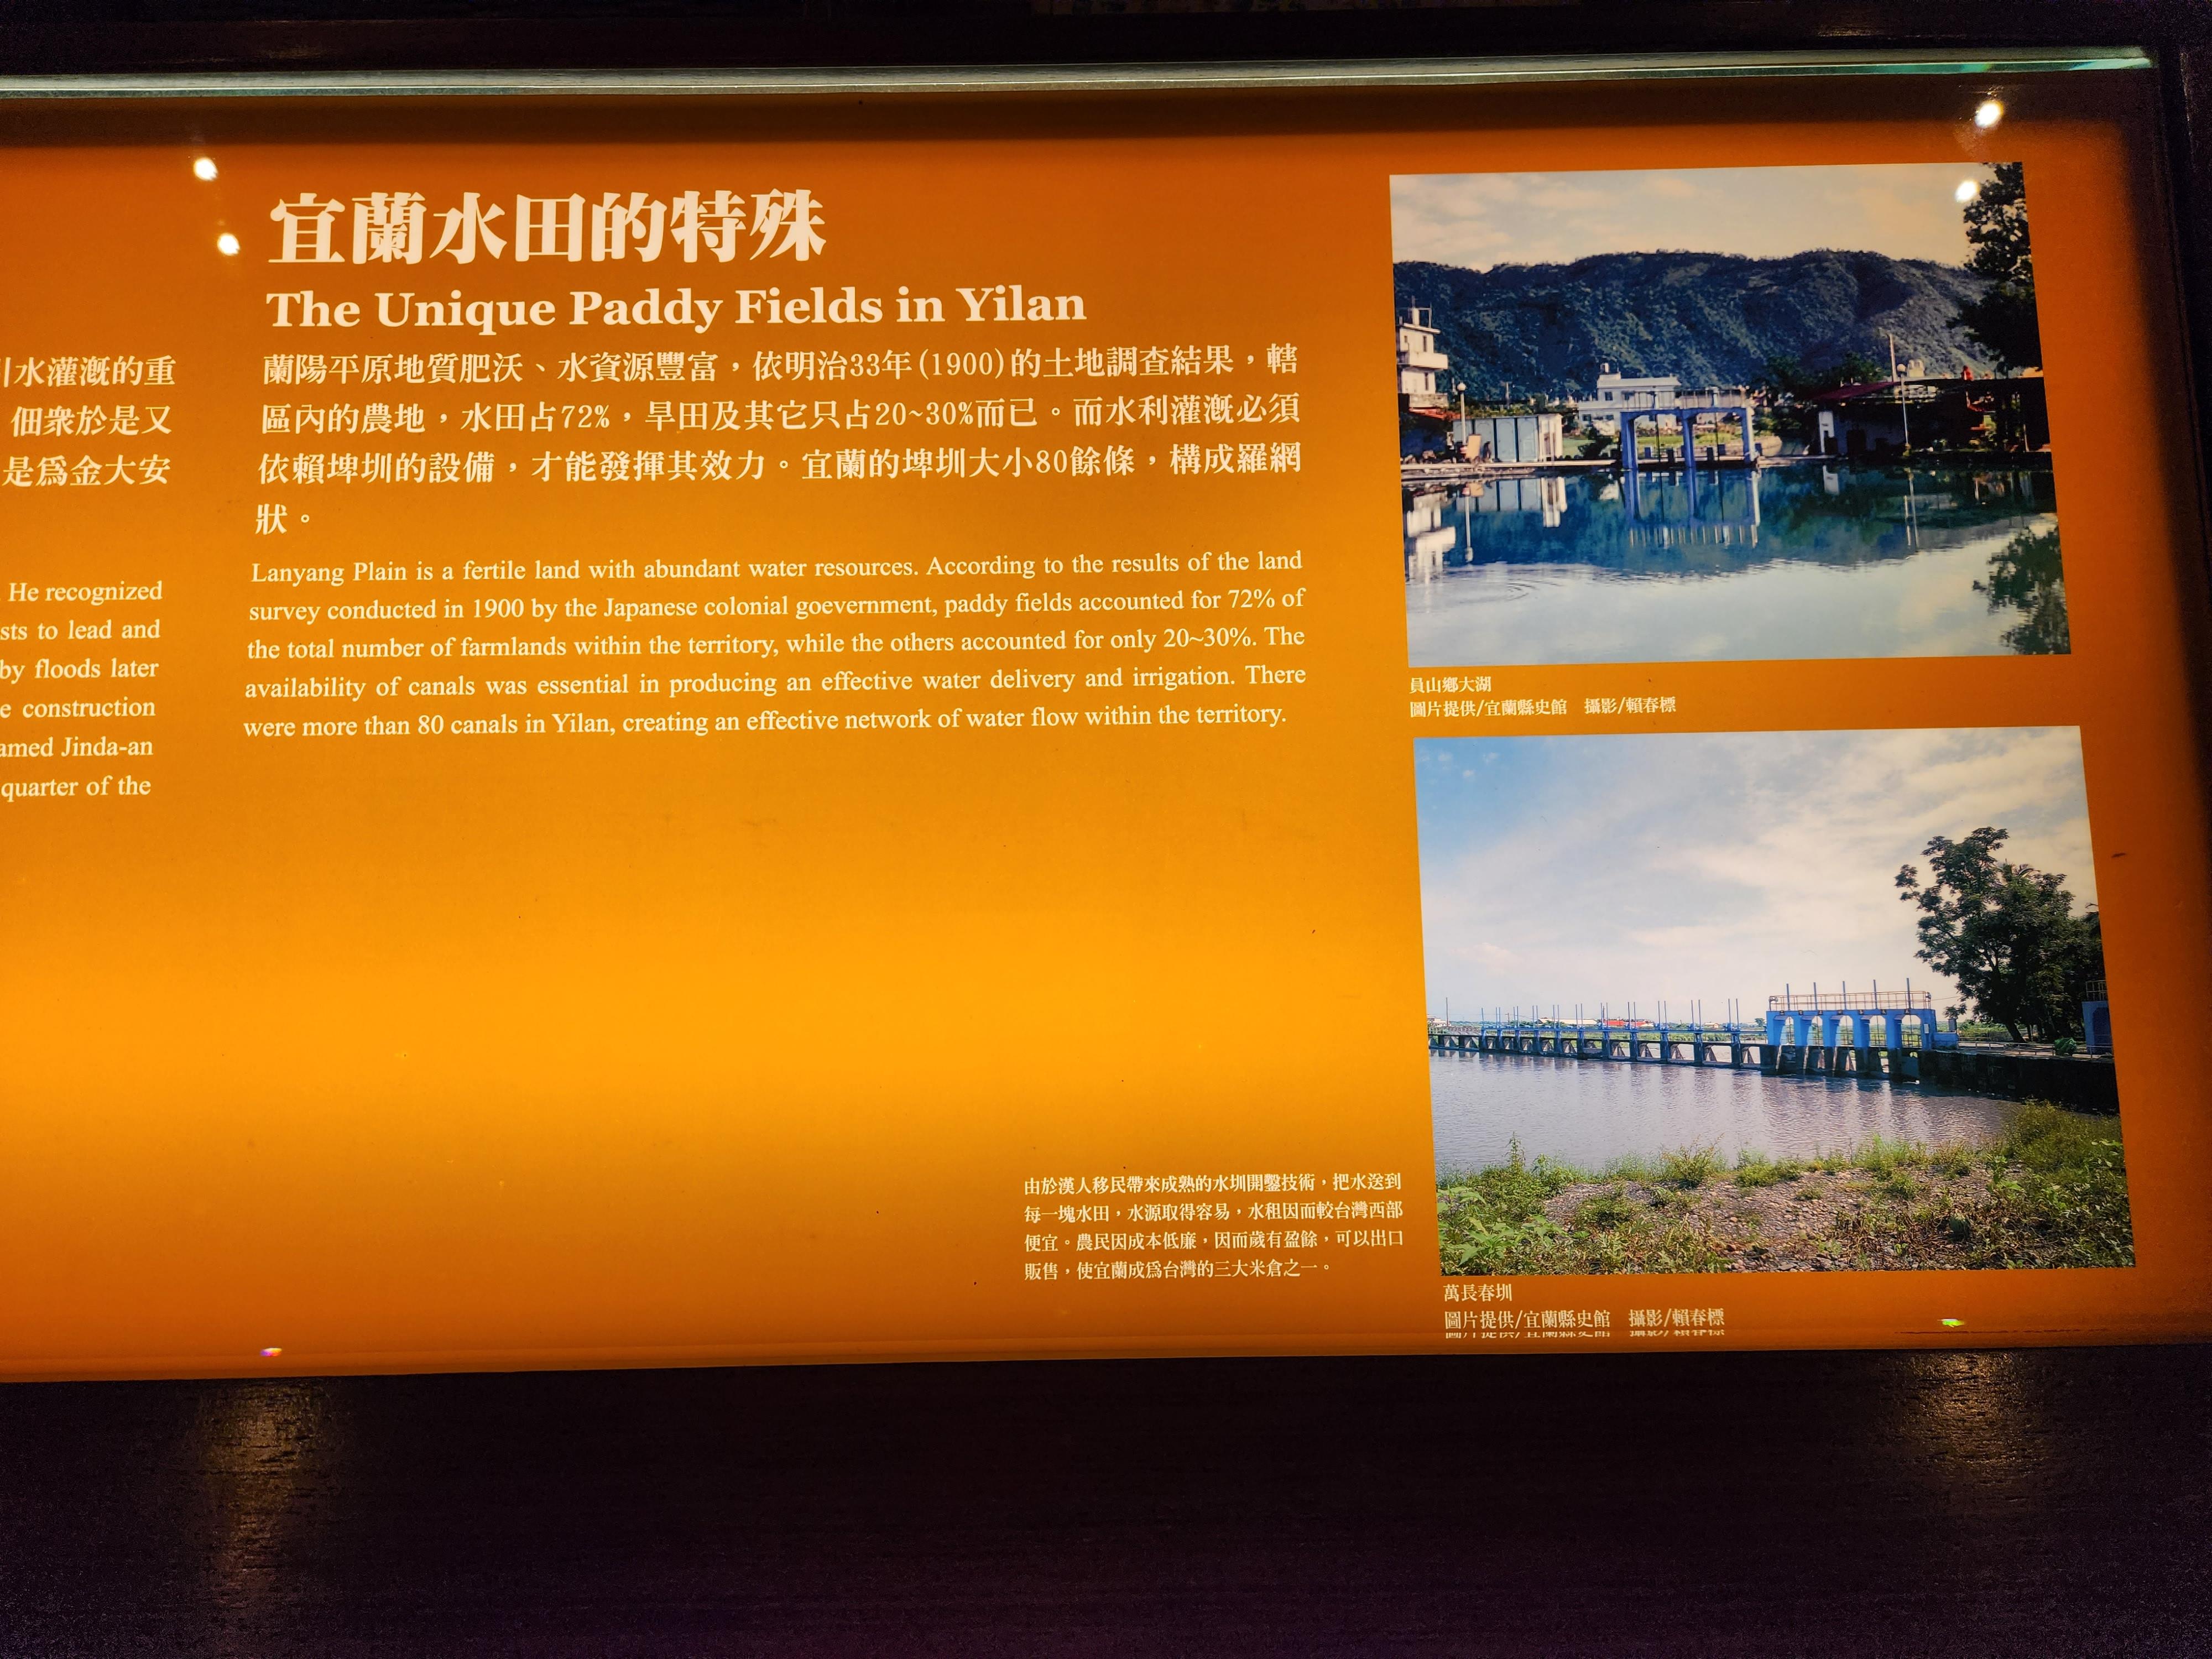 引水灌漑的重
佃衆於是又
是爲金大安
He recognized
sts to lead and
by floods later
e construction
amed Jinda-an
quarter of the
宜蘭水田的特殊
The Unique Paddy Fields in Yilan
蘭陽平原地質肥沃、水資源豐富，依明治33年(1900)的土地調查結果，轄
區內的農地，水田占72%，旱田及其它只占20~30%而已。而水利灌漑必須
依賴埤圳的設備，才能發揮其效力。宜蘭的埤圳大小80餘條，構成羅網
狀。
Lanyang Plain is a fertile land with abundant water resources. According to the results of the land
survey conducted in 1900 by the Japanese colonial goevernment, paddy fields accounted for 72% of
the total number of farmlands within the territory, while the others accounted for only 20~30%. The
availability of canals was essential in producing an effective water delivery and irrigation. There
were more than 80 canals in Yilan, creating an effective network of water flow within the territory.
員山鄉大湖
圖片提供/宜蘭縣史館　攝影/賴春標
由於漢人移民帶來成熟的水圳開鑿技術，把水送到
每一塊水田，水源取得容易，水租因而較台灣西部
便宜。農民因成本低廉，因而歲有盈餘，可以出口
販售，使宜蘭成爲台灣的三大米倉之一。
萬長春圳
圖片提供/宜蘭縣史館　攝影/賴春標